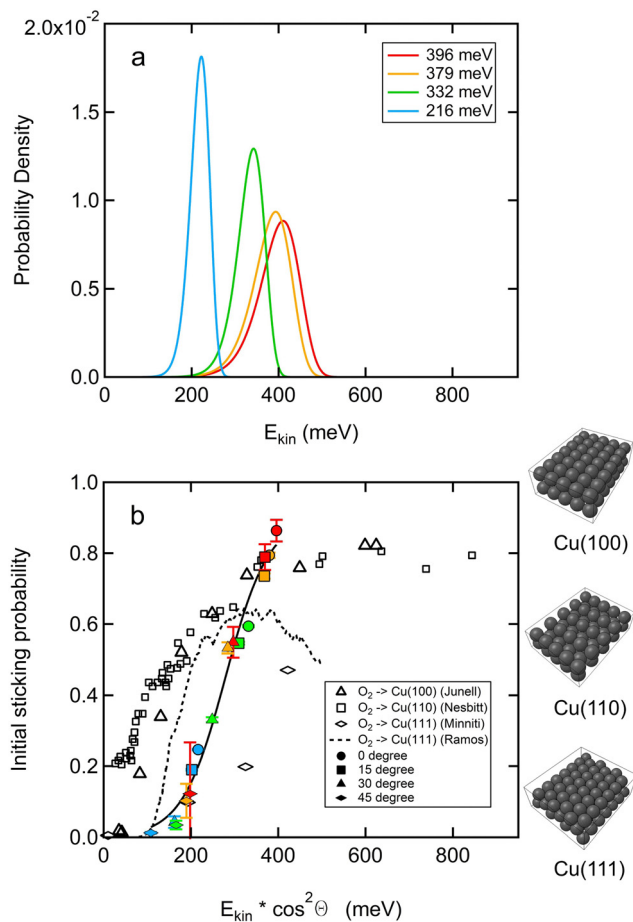 2.0x10⁻²
a
396 meV
379 meV
332 meV
216 meV
1.5
1.0
0.5
0.0
Probability Density
0 200 400 600 800
E_kin (meV)
1.0
b
0.8
0.6
0.4
0.2
0.0
Initial sticking probability
O₂ -> Cu(100) (Junell)
O₂ -> Cu(110) (Nesbitt)
O₂ -> Cu(111) (Minniti)
O₂ -> Cu(111) (Ramos)
0 degree
15 degree
30 degree
45 degree
0 200 400 600 800
E_kin * cos²Θ (meV)
Cu(100)
Cu(110)
Cu(111)